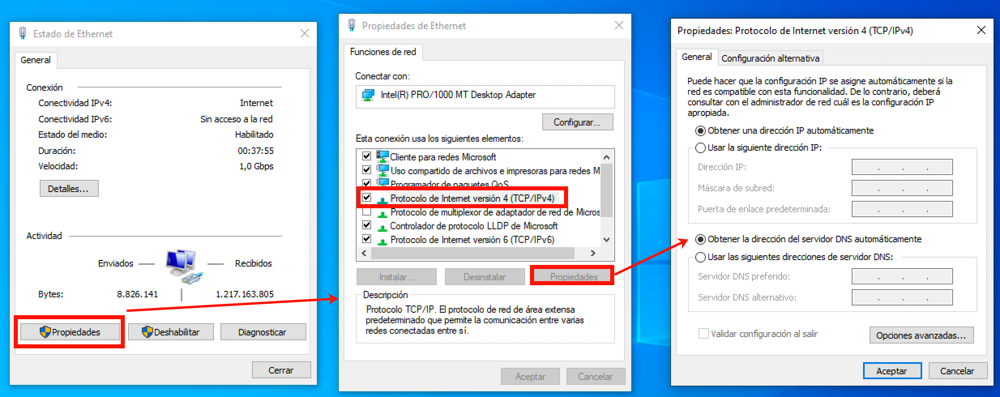 Estado de Ethernet
General
Conexión
Conectividad IPv4: Internet
Conectividad IPv6: Sin acceso a la red
Estado del medio: Habilitado
Duración: 00:37:55
Velocidad: 1,0 Gbps
Detalles...
Actividad
Enviados
Recibidos
Bytes: 8.826.141 1.217.163.805
Propiedades
Deshabilitar
Diagnosticar
Cerrar
Propiedades de Ethernet
Funciones de red
Conectar con:
Intel(R) PRO/1000 MT Desktop Adapter
Configurar...
Esta conexión usa los siguientes elementos:
Cliente para redes Microsoft
Uso compartido de archivos e impresoras para redes M
Programador de paquetes QoS
Protocolo de Internet versión 4 (TCP/IPv4)
Protocolo de multiplexor de adaptador de red de Micros
Controlador de protocolo LLDP de Microsoft
Protocolo de Internet versión 6 (TCP/IPv6)
Instalar...
Desinstalar
Propiedades
Descripción
Protocolo TCP/IP. El protocolo de red de área extensa
predeterminado que permite la comunicación entre varias
redes conectadas entre sí.
Aceptar
Cancelar
Propiedades: Protocolo de Internet versión 4 (TCP/IPv4)
General
Configuración alternativa
Puede hacer que la configuración IP se asigne automáticamente si la
red es compatible con esta funcionalidad. De lo contrario, deberá
consultar con el administrador de red cuál es la configuración IP
apropiada.
Obtener una dirección IP automáticamente
Usar la siguiente dirección IP:
Dirección IP:
Máscara de subred:
Puerta de enlace predeterminada:
Obtener la dirección del servidor DNS automáticamente
Usar las siguientes direcciones de servidor DNS:
Servidor DNS preferido:
Servidor DNS alternativo:
Validar configuración al salir
Opciones avanzadas...
Aceptar
Cancelar